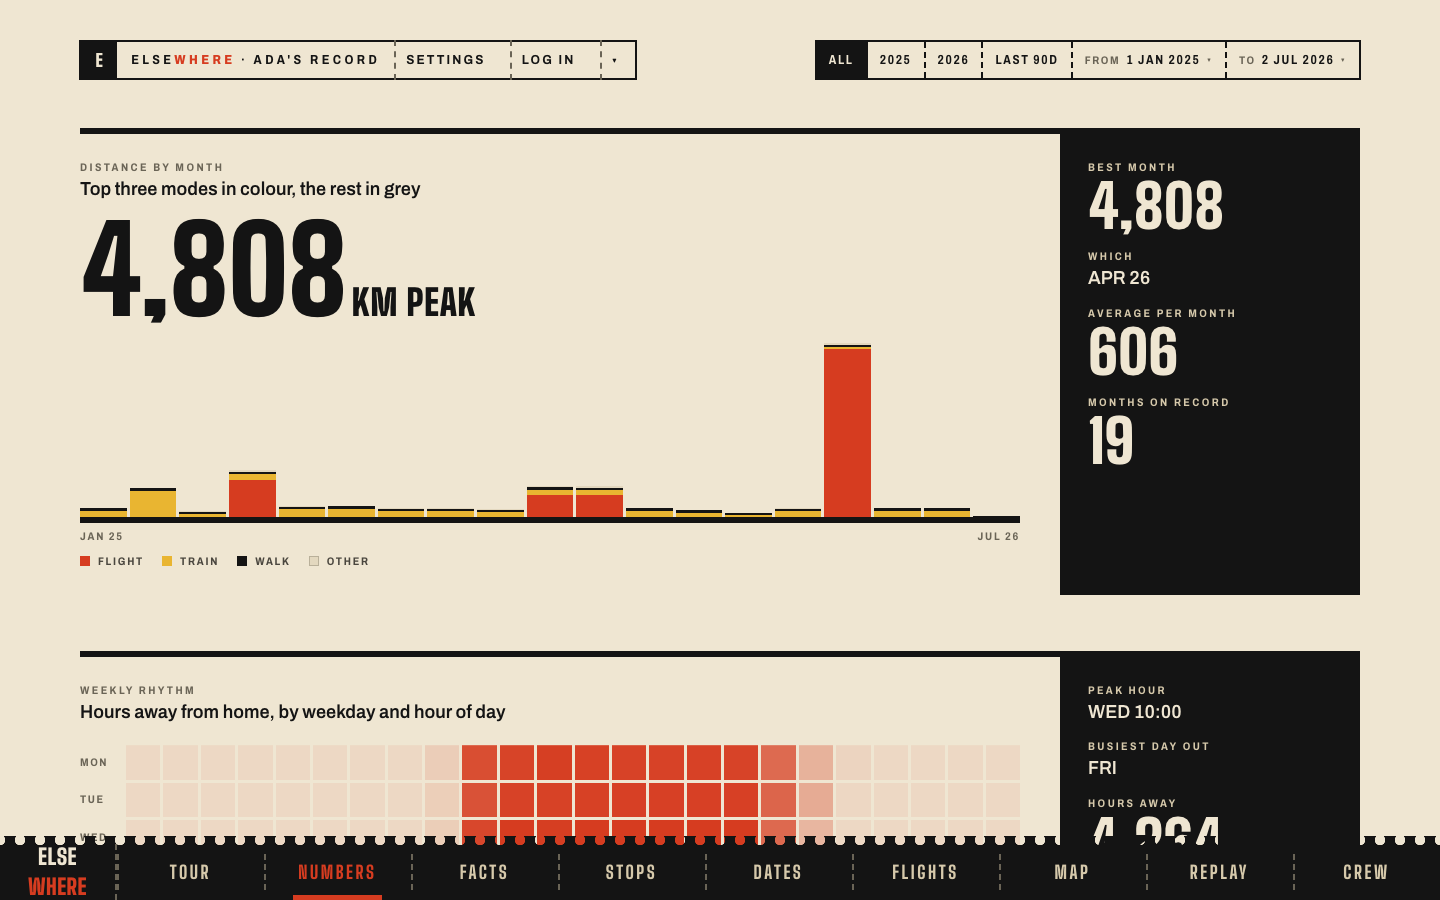 E ELSEWHERE · ADA'S RECORD SETTINGS LOG IN
ALL 2025 2026 LAST 90D FROM 1 JAN 2025 TO 2 JUL 2026
DISTANCE BY MONTH
Top three modes in colour, the rest in grey
4,808 KM PEAK
JAN 25 JUL 26
FLIGHT TRAIN WALK OTHER
BEST MONTH
4,808
WHICH
APR 26
AVERAGE PER MONTH
606
MONTHS ON RECORD
19
WEEKLY RHYTHM
Hours away from home, by weekday and hour of day
MON
TUE
WED
PEAK HOUR
WED 10:00
BUSIEST DAY OUT
FRI
HOURS AWAY
ELSE
WHERE
TOUR NUMBERS FACTS STOPS DATES FLIGHTS MAP REPLAY CREW